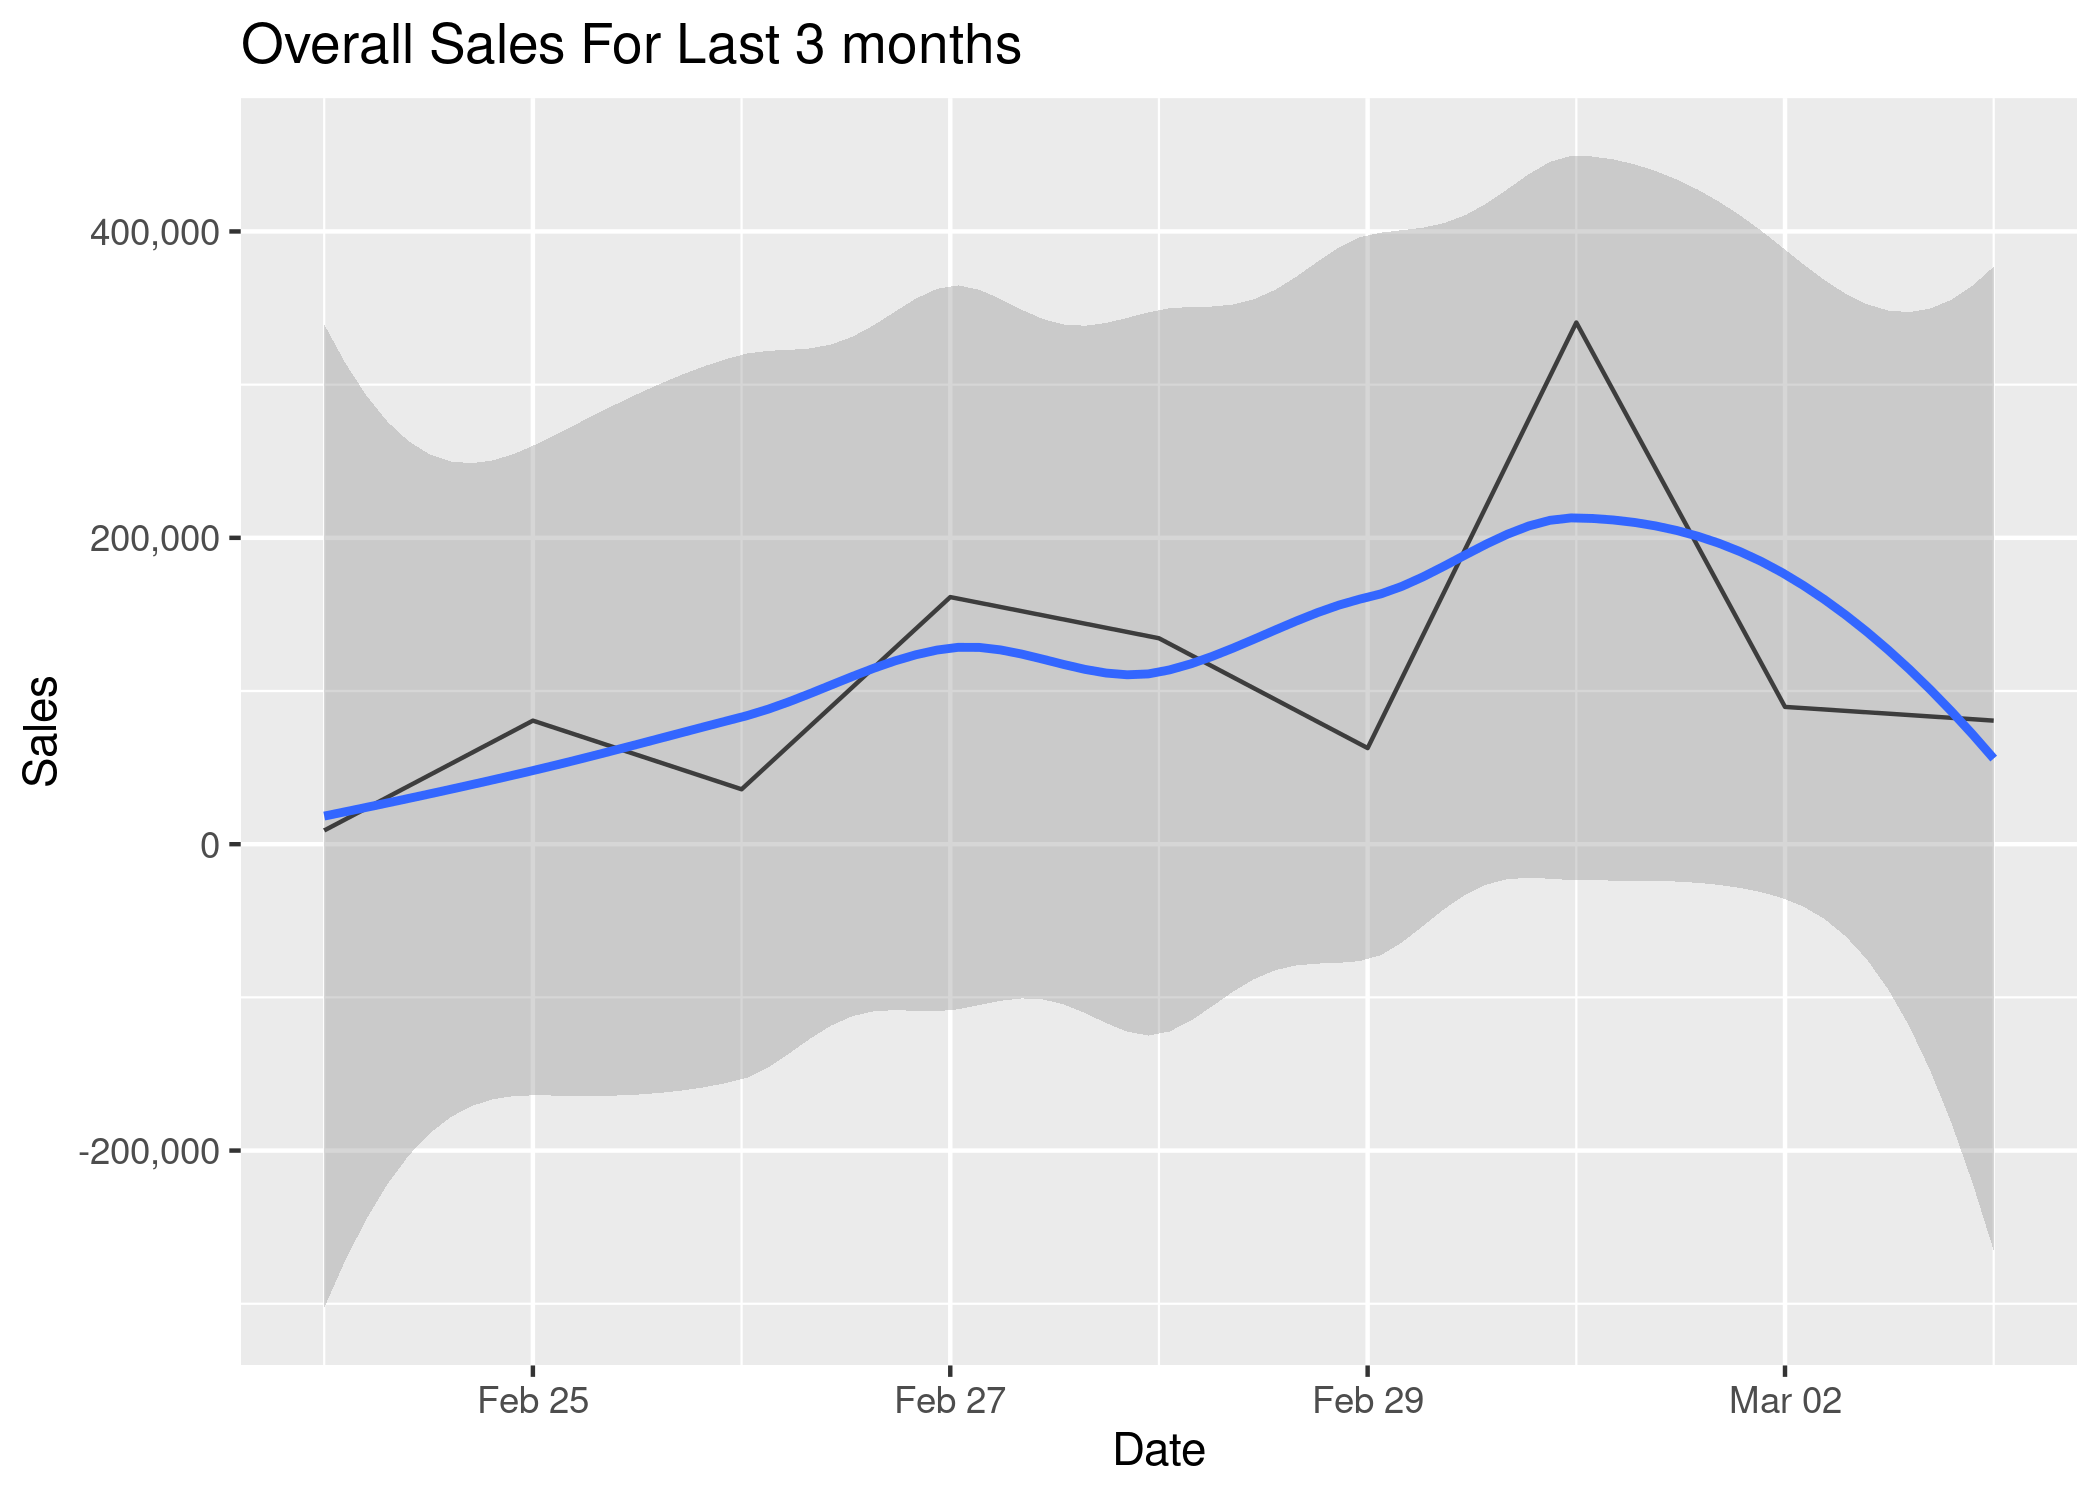 Overall Sales For Last 3 months
400,000
200,000
0
-200,000
Sales
Feb 25
Feb 27
Feb 29
Mar 02
Date